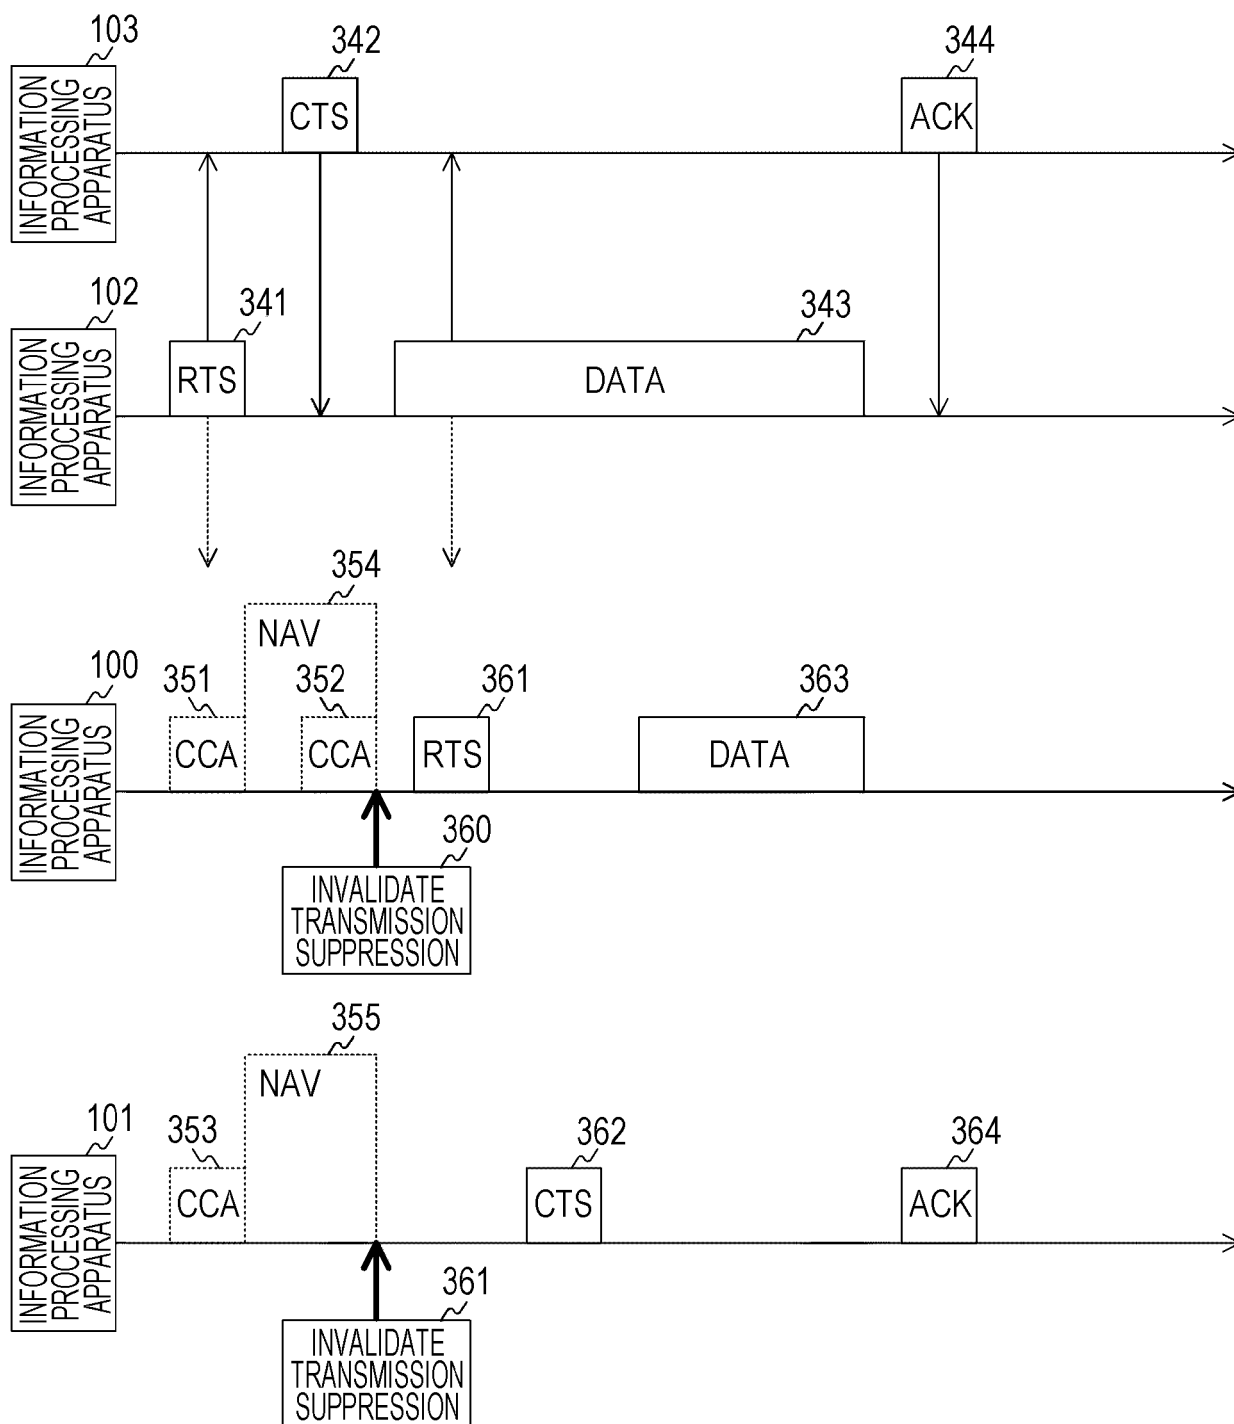 103
INFORMATION
PROCESSING
APPARATUS
342
CTS
344
ACK
102
INFORMATION
PROCESSING
APPARATUS
341
RTS
343
DATA
354
NAV
100
INFORMATION
PROCESSING
APPARATUS
351
CCA
352
CCA
361
RTS
363
DATA
360
INVALIDATE
TRANSMISSION
SUPPRESSION
355
NAV
101
INFORMATION
PROCESSING
APPARATUS
353
CCA
362
CTS
364
ACK
361
INVALIDATE
TRANSMISSION
SUPPRESSION